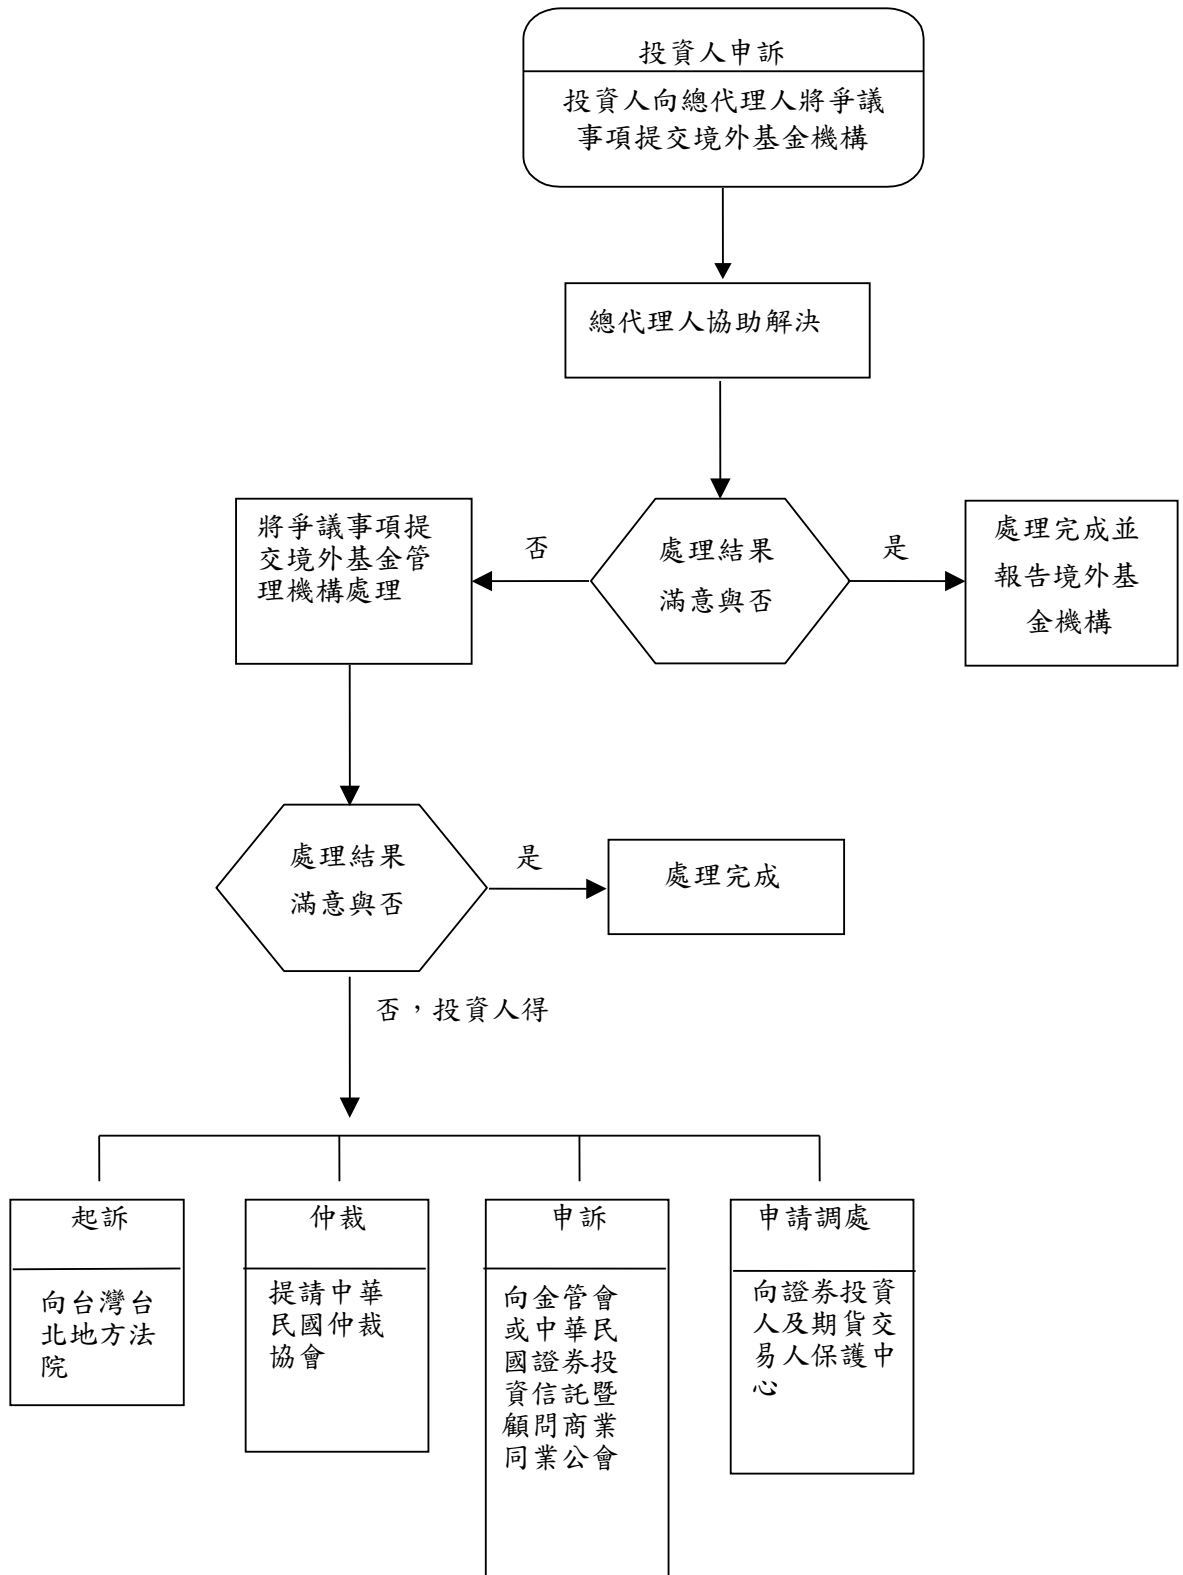 投資人申訴
投資人向總代理人將爭議
事項提交境外基金機構
總代理人協助解決
將爭議事項提
交境外基金管
理機構處理
否
處理結果
滿意與否
是
處理完成並
報告境外基
金機構
處理結果
滿意與否
是
處理完成
否，投資人得
起訴
向台灣台
北地方法
院
仲裁
提請中華
民國仲裁
協會
申訴
向金管會
或中華民
國證券投
資信託暨
顧問商業
同業公會
申請調處
向證券投資
人及期貨交
易人保護中
心